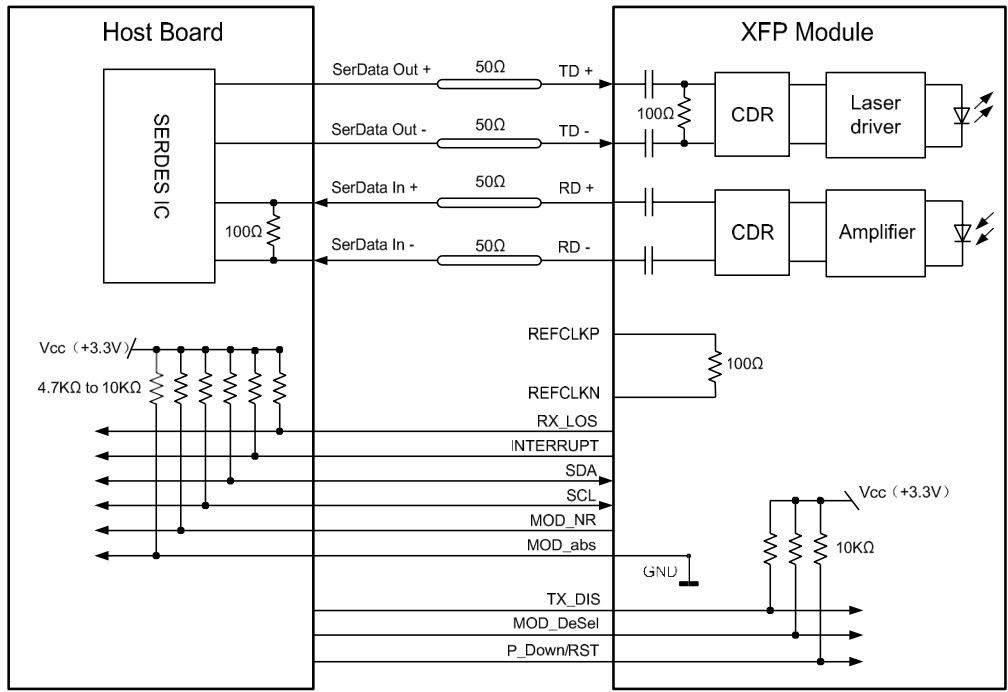 Host Board
XFP Module
SERDES IC
SerData Out +
50Ω
TD +
100Ω
CDR
Laser
driver
SerData Out -
50Ω
TD -
SerData In +
50Ω
RD +
100Ω
CDR
Amplifier
SerData In -
50Ω
RD -
REFCLKP
100Ω
REFCLKN
Vcc（+3.3V）
4.7KΩ to 10KΩ
RX_LOS
INTERRUPT
SDA
SCL
MOD_NR
MOD_abs
GND
Vcc（+3.3V）
10KΩ
TX_DIS
MOD_DeSel
P_Down/RST